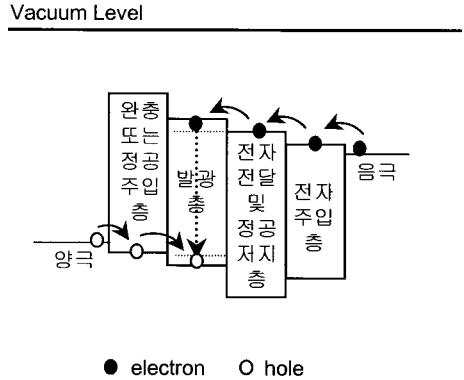 Vacuum Level
완충
또는
정공
주입
층
발광
층
전자
전달
및
정공
저지
층
전자
주입
층
음극
양극
electron
hole